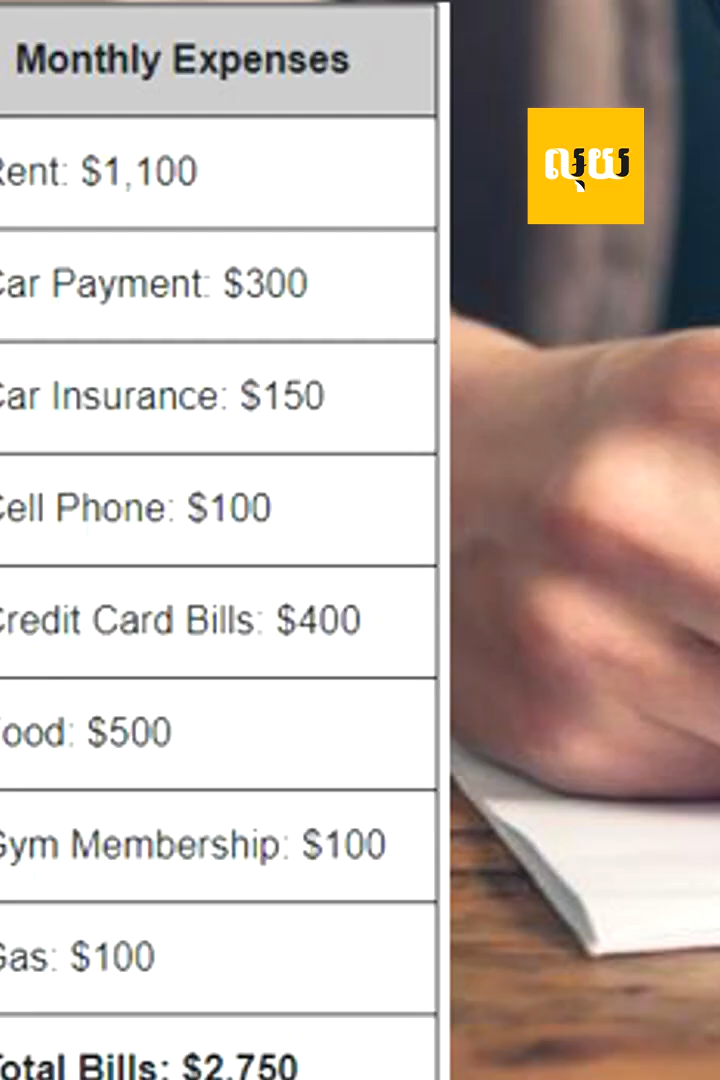 Monthly Expenses
Rent: $1,100
Car Payment: $300
Car Insurance: $150
Cell Phone: $100
Credit Card Bills: $400
Food: $500
Gym Membership: $100
Gas: $100
Total Bills: $2,750
លុយ